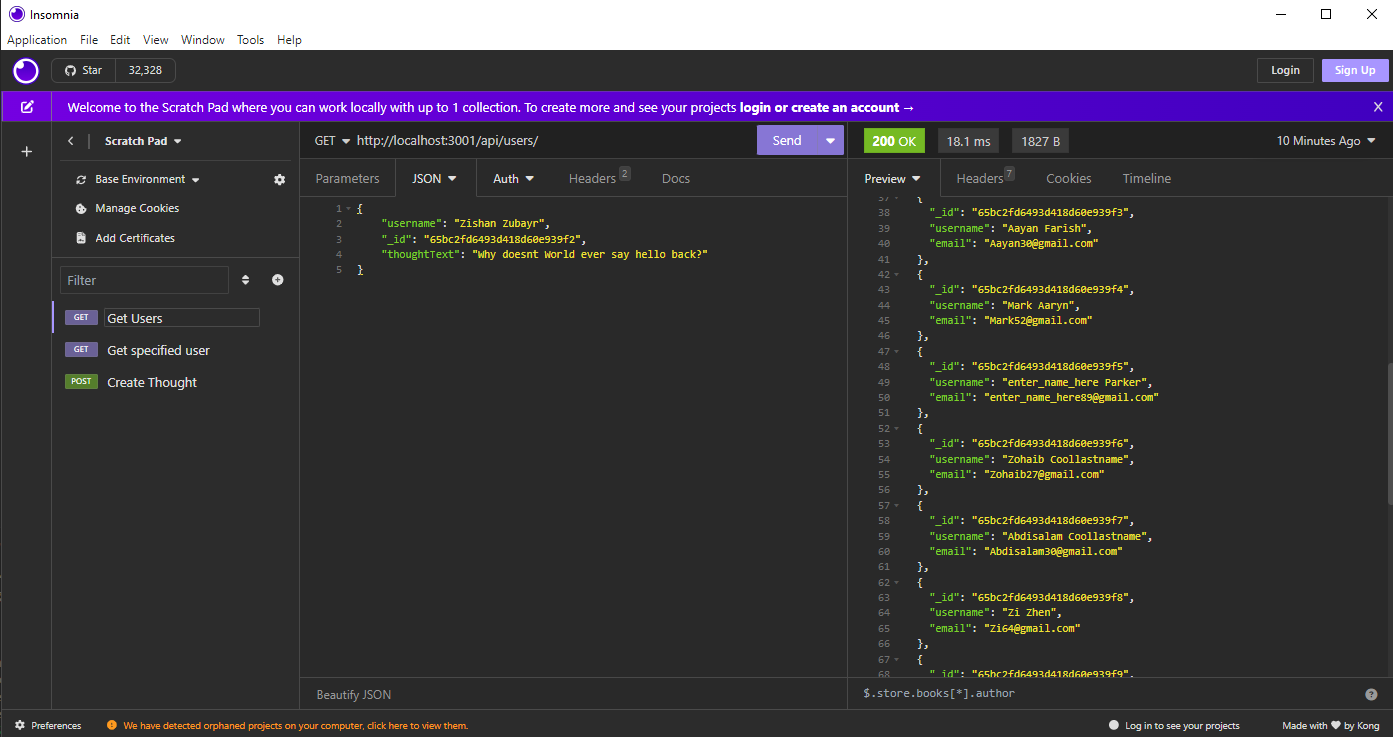 Insomnia
Application File Edit View Window Tools Help
Star 32,328 Login Sign Up
Welcome to the Scratch Pad where you can work locally with up to 1 collection. To create more and see your projects login or create an account → X
Scratch Pad
GET http://localhost:3001/api/users/ Send
200 OK 18.1 ms 1827 B 10 Minutes Ago
Base Environment
Manage Cookies
Add Certificates
Filter
GET Get Users
GET Get specified user
POST Create Thought
Parameters JSON Auth Headers 2 Docs
1 {
2 "username": "Zishan Zubayr",
3 "_id": "65bc2fd6493d418d60e939f2",
4 "thoughtText": "Why doesnt World ever say hello back?"
5 }
Beautify JSON
Preview Headers 7 Cookies Timeline
37 {
38 "_id": "65bc2fd6493d418d60e939f3",
39 "username": "Aayan Farish",
40 "email": "Aayan30@gmail.com"
41 },
42 {
43 "_id": "65bc2fd6493d418d60e939f4",
44 "username": "Mark Aaryn",
45 "email": "Mark52@gmail.com"
46 },
47 {
48 "_id": "65bc2fd6493d418d60e939f5",
49 "username": "enter_name_here Parker",
50 "email": "enter_name_here89@gmail.com"
51 },
52 {
53 "_id": "65bc2fd6493d418d60e939f6",
54 "username": "Zohaib Coollastname",
55 "email": "Zohaib27@gmail.com"
56 },
57 {
58 "_id": "65bc2fd6493d418d60e939f7",
59 "username": "Abdisalam Coollastname",
60 "email": "Abdisalam30@gmail.com"
61 },
62 {
63 "_id": "65bc2fd6493d418d60e939f8",
64 "username": "Zi Zhen",
65 "email": "Zi64@gmail.com"
66 },
67 {
68 "_id": "65bc2fd6493d418d60e939f9",
$.store.books[*].author
Preferences We have detected orphaned projects on your computer, click here to view them. Log in to see your projects Made with ♥ by Kong